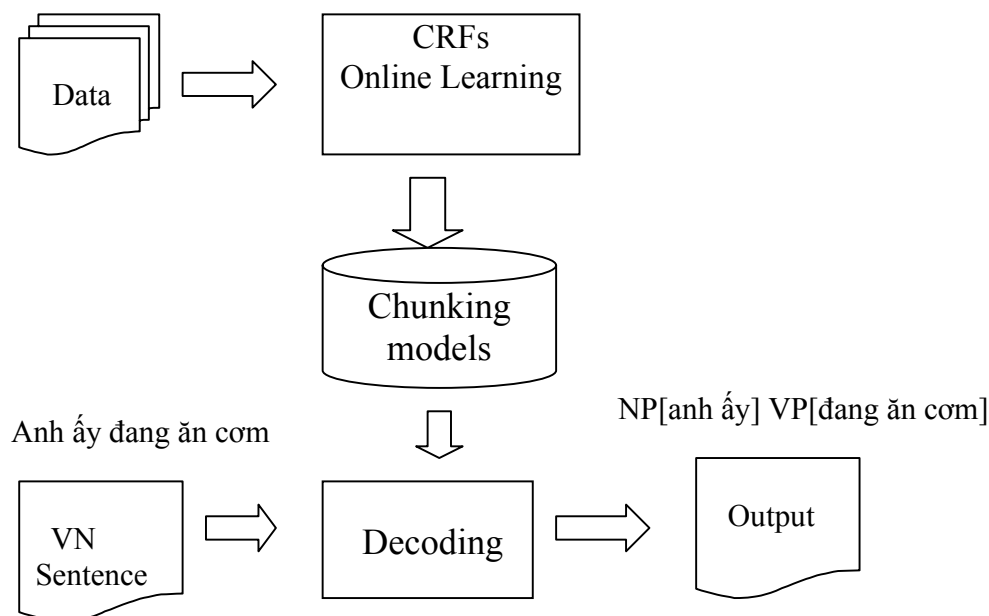 CRFs
Online Learning
Data
Chunking
models
NP[anh ấy] VP[đang ăn cơm]
Anh ấy đang ăn cơm
VN
Sentence
Decoding
Output